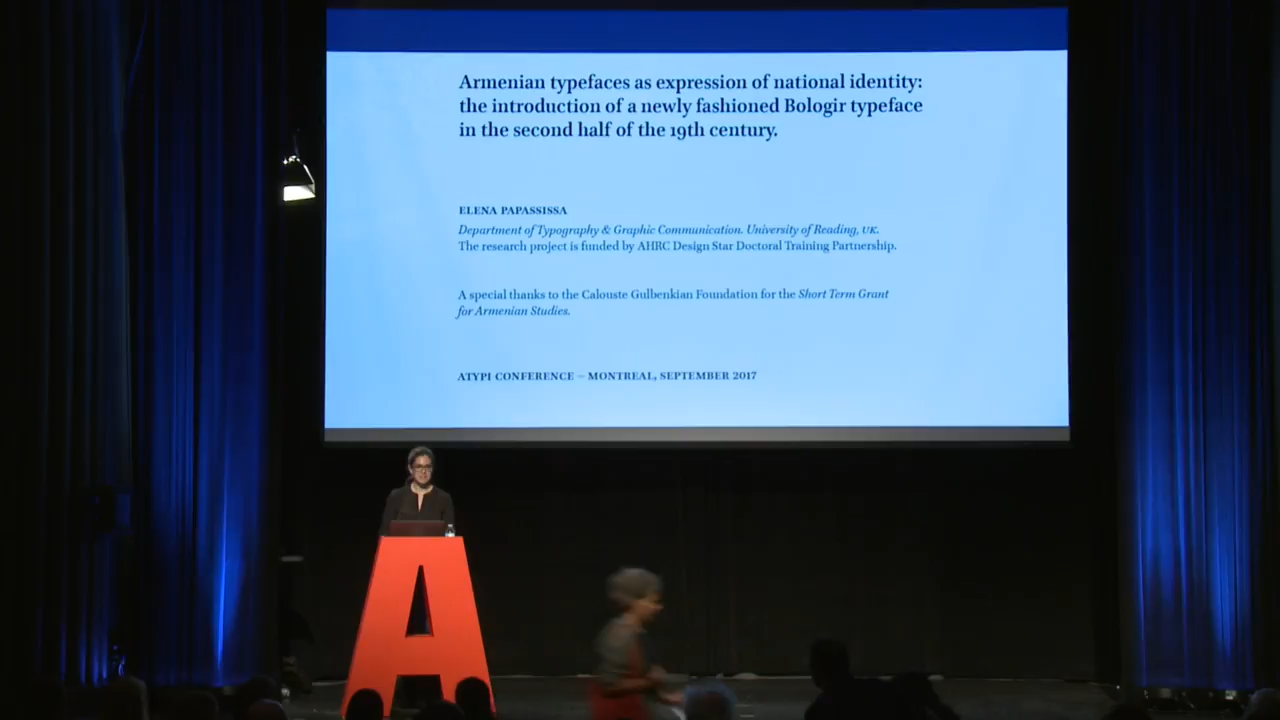 Armenian typefaces as expression of national identity:
the introduction of a newly fashioned Bologir typeface
in the second half of the 19th century.
ELENA PAPASSISSA
Department of Typography & Graphic Communication. University of Reading, UK.
The research project is funded by AHRC Design Star Doctoral Training Partnership.
A special thanks to the Calouste Gulbenkian Foundation for the Short Term Grant
for Armenian Studies.
ATYPI CONFERENCE – MONTREAL, SEPTEMBER 2017
A